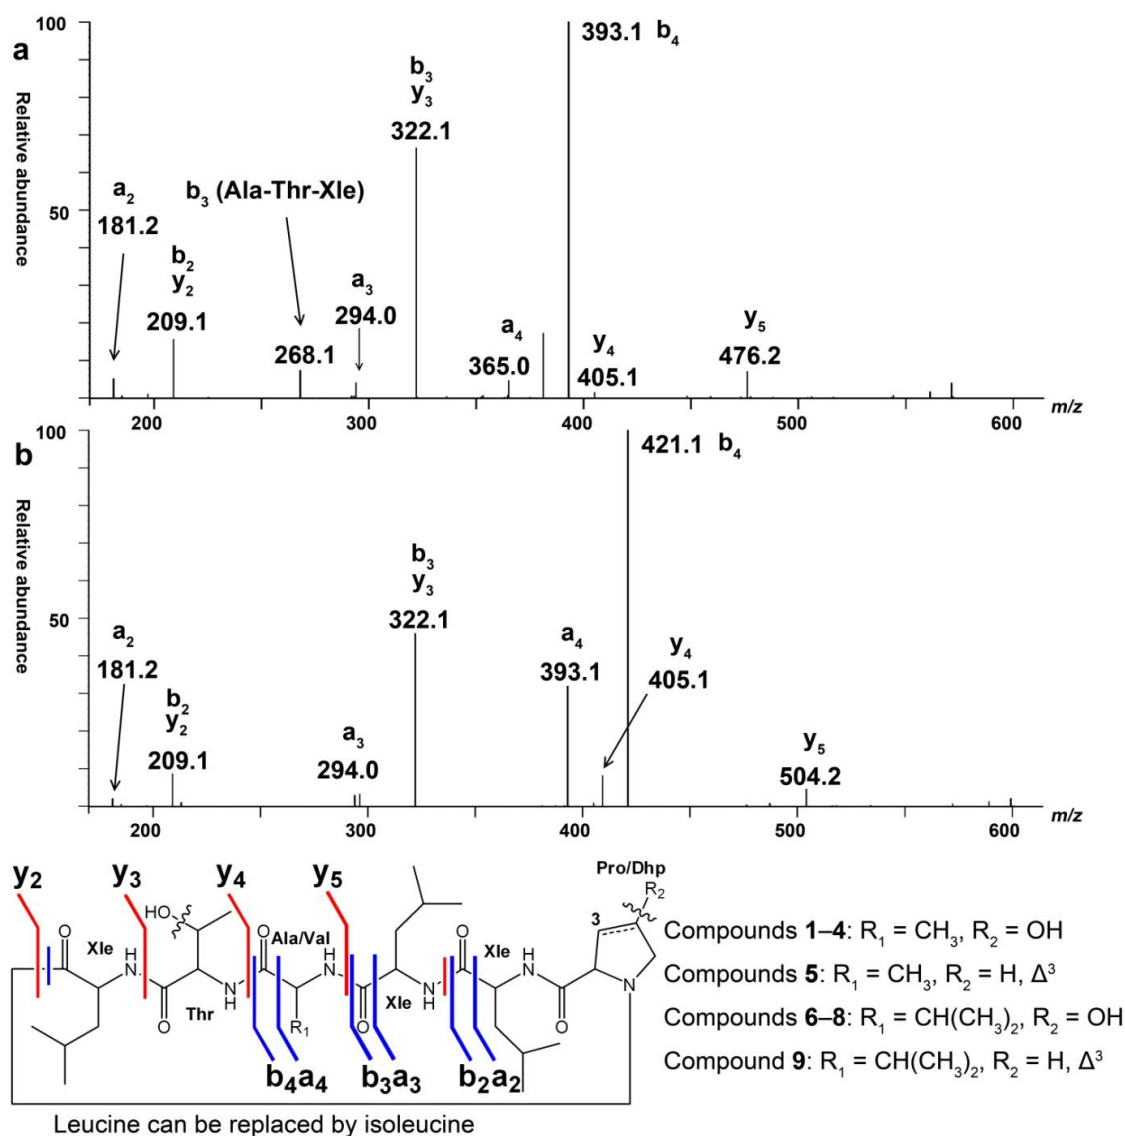 a
100
50
Relative abundance
393.1 b₄
b₃
y₃
322.1
b₃ (Ala-Thr-Xle)
a₂
181.2
b₂
y₂
209.1
268.1
a₃
294.0
a₄
365.0
y₄
405.1
y₅
476.2
200 300 400 500 600 m/z
b
100
50
Relative abundance
421.1 b₄
b₃
y₃
322.1
a₂
181.2
b₂
y₂
209.1
a₃
294.0
a₄
393.1
y₄
405.1
y₅
504.2
200 300 400 500 600 m/z
y₂ y₃ y₄ y₅
Pro/Dhp
R₂
3
HO
O Xle H N
O Thr N H
O Ala/Val H N
R₁
O Xle N H
O Xle H N
O
N
b₄a₄ b₃a₃ b₂a₂
Leucine can be replaced by isoleucine
Compounds 1–4: R₁ = CH₃, R₂ = OH
Compounds 5: R₁ = CH₃, R₂ = H, Δ³
Compounds 6–8: R₁ = CH(CH₃)₂, R₂ = OH
Compound 9: R₁ = CH(CH₃)₂, R₂ = H, Δ³